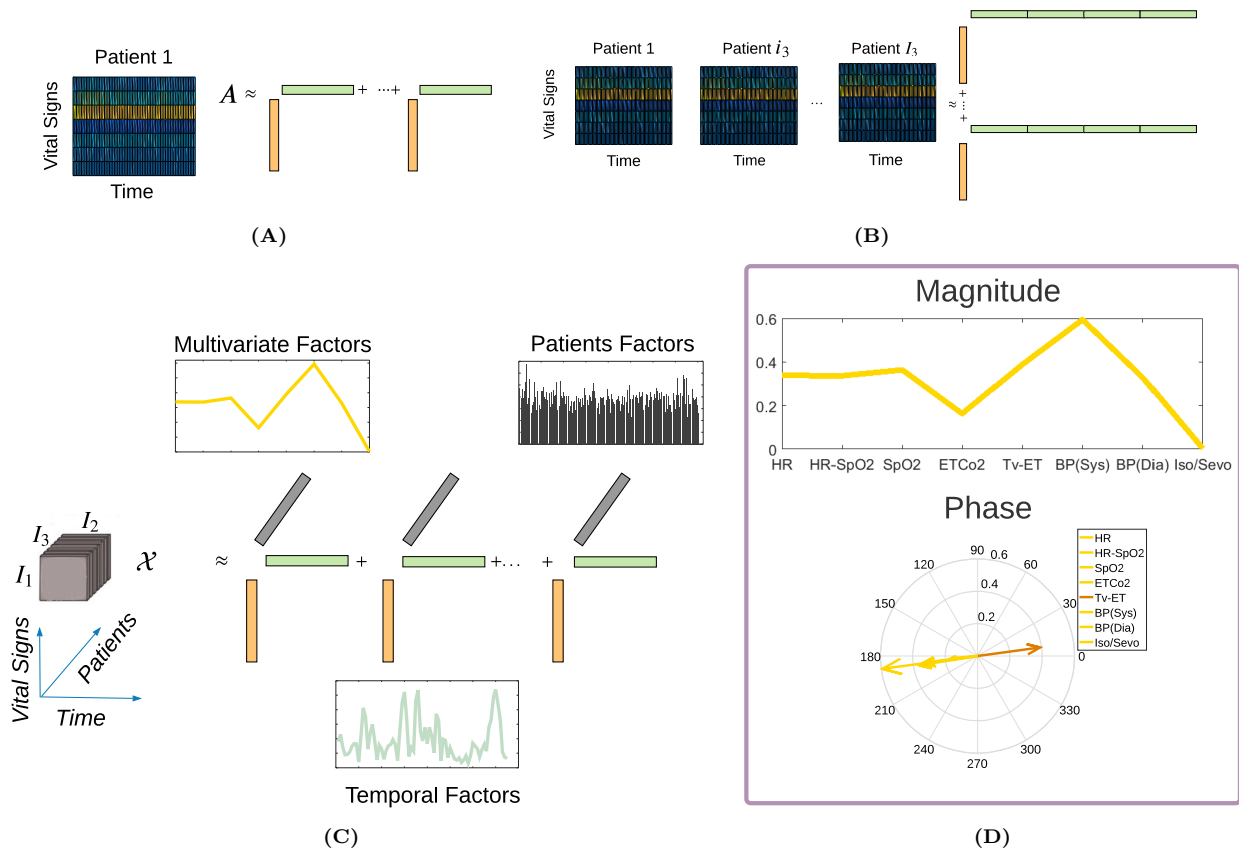 Patient 1
Vital Signs
Time
A ≈
+ ···+
(A)
Patient 1
Patient i3
Patient I3
Vital Signs
Time
Time
...
Time
≈
+···+
(B)
Multivariate Factors
Patients Factors
I1
I3
I2
X
≈
+
+...
+
Vital Signs
Patients
Time
Temporal Factors
(C)
Magnitude
0.6
0.4
0.2
0
HR HR-SpO2 SpO2 ETCo2 Tv-ET BP(Sys) BP(Dia) Iso/Sevo
Phase
90
0.6
0.4
0.2
120
60
150
30
180
0
210
330
240
300
270
HR
HR-SpO2
SpO2
ETCo2
Tv-ET
BP(Sys)
BP(Dia)
Iso/Sevo
(D)